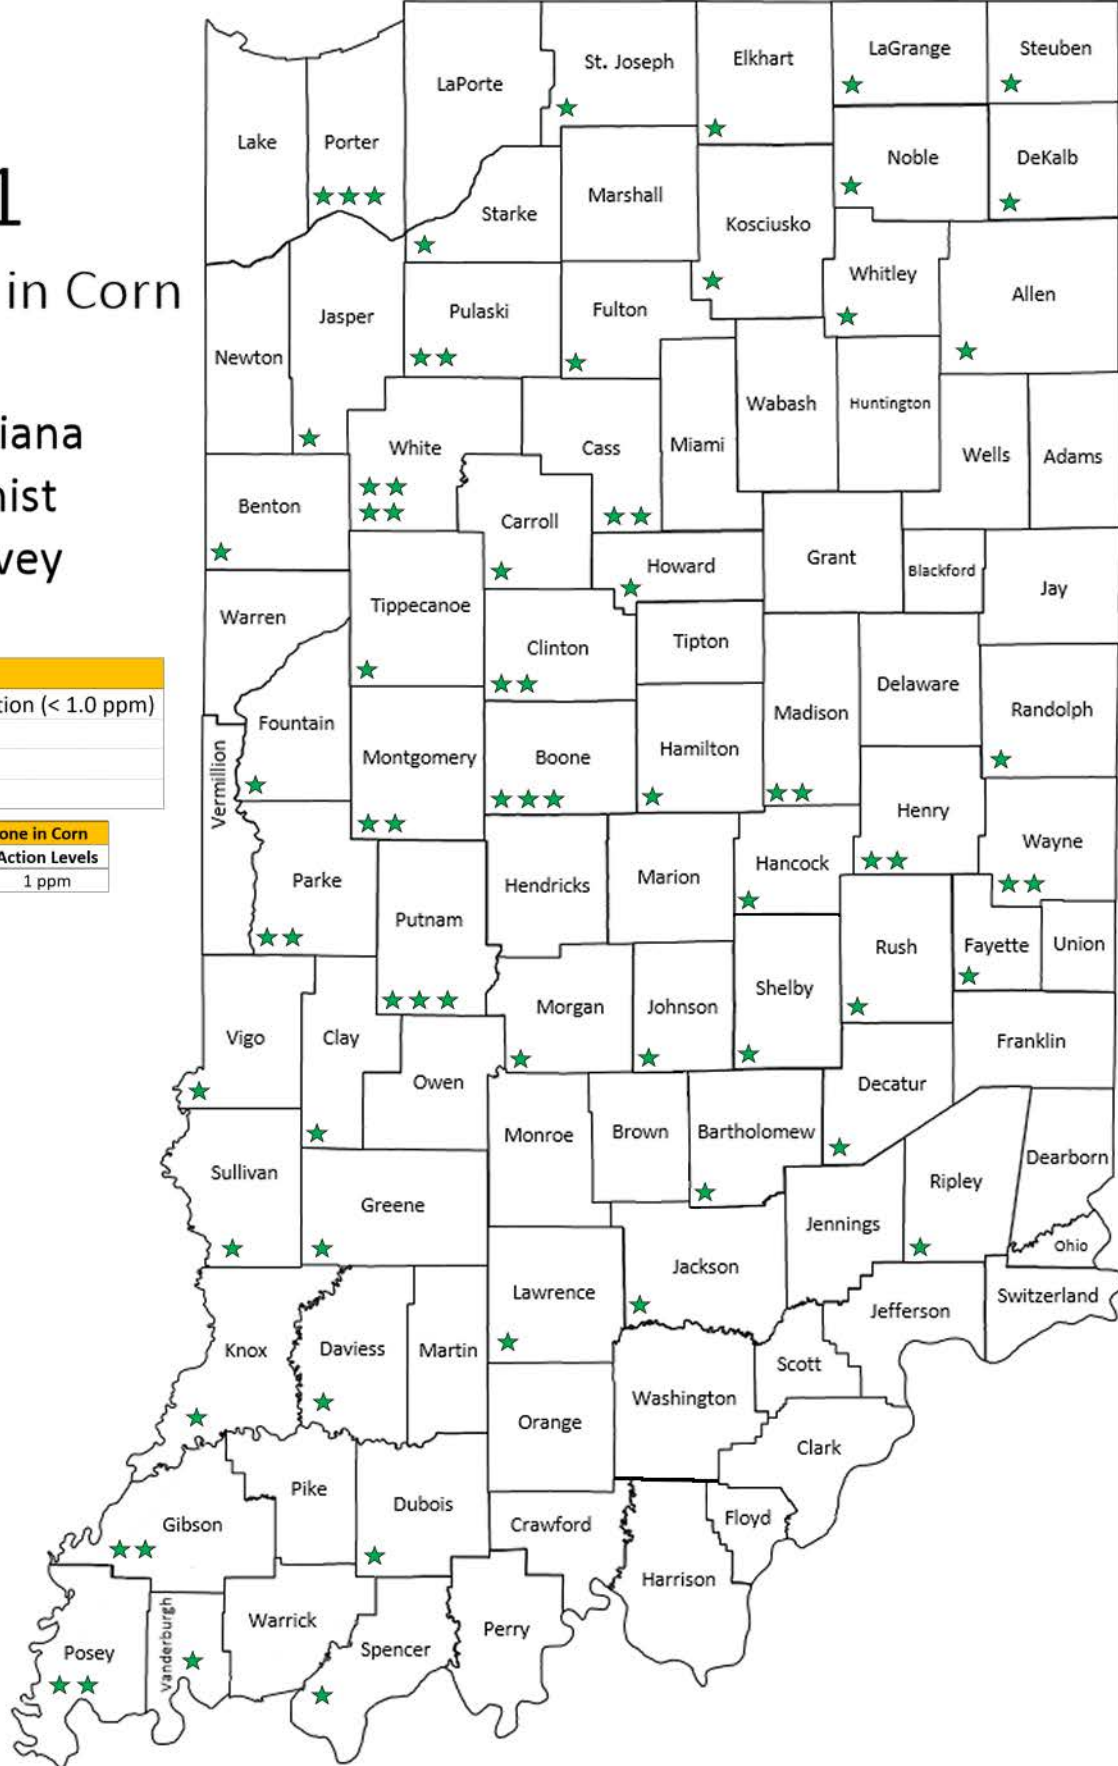 1
in Corn
iana
nist
vey
tion (< 1.0 ppm)
one in Corn
Action Levels
1 ppm
LaPorte
St. Joseph
Elkhart
LaGrange
Steuben
Lake
Porter
Starke
Marshall
Kosciusko
Noble
DeKalb
Newton
Jasper
Pulaski
Fulton
Whitley
Allen
White
Cass
Miami
Wabash
Huntington
Wells
Adams
Benton
Carroll
Howard
Grant
Blackford
Jay
Warren
Tippecanoe
Clinton
Tipton
Madison
Delaware
Randolph
Fountain
Vermillion
Montgomery
Boone
Hamilton
Henry
Wayne
Parke
Putnam
Hendricks
Marion
Hancock
Rush
Fayette
Union
Vigo
Clay
Owen
Morgan
Johnson
Shelby
Decatur
Franklin
Sullivan
Greene
Monroe
Brown
Bartholomew
Jennings
Ripley
Dearborn
Ohio
Knox
Daviess
Martin
Lawrence
Jackson
Jefferson
Switzerland
Orange
Washington
Scott
Clark
Gibson
Pike
Dubois
Crawford
Floyd
Harrison
Posey
Vanderburgh
Warrick
Spencer
Perry